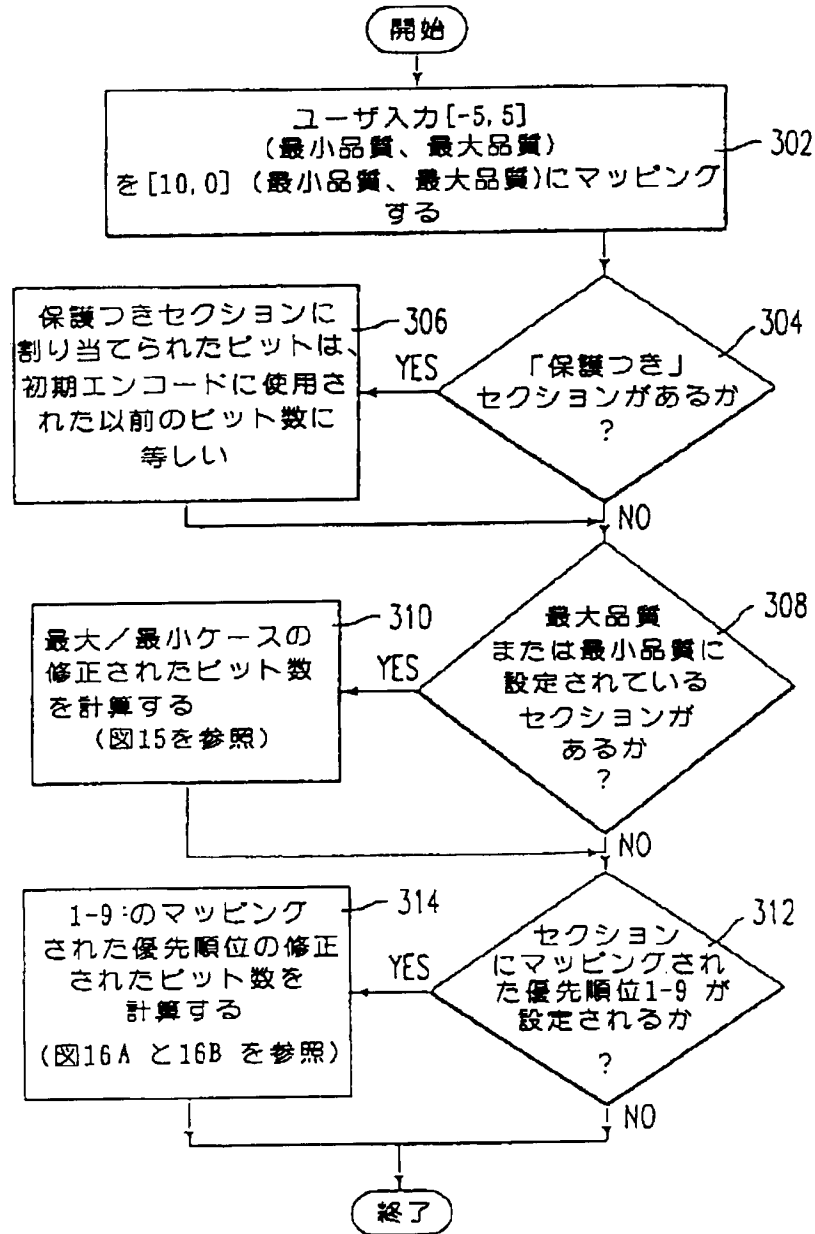 開始
ユーザ入力[-5,5]
(最小品質、最大品質)
を[10,0] (最小品質、最大品質)にマッピング
する
302
保護つきセクションに
割り当てられたビットは、
初期エンコードに使用さ
れた以前のビット数に
等しい
306
YES
「保護つき」
セクションがあるか
?
304
NO
最大/最小ケースの
修正されたビット数
を計算する
(図15を参照)
310
YES
最大品質
または最小品質に
設定されている
セクションが
あるか
?
308
NO
1-9:のマッピング
された優先順位の修正
されたビット数を
計算する
(図16A と16B を参照)
314
YES
セクション
にマッピングされ
た優先順位1-9 が
設定されるか
?
312
NO
終了